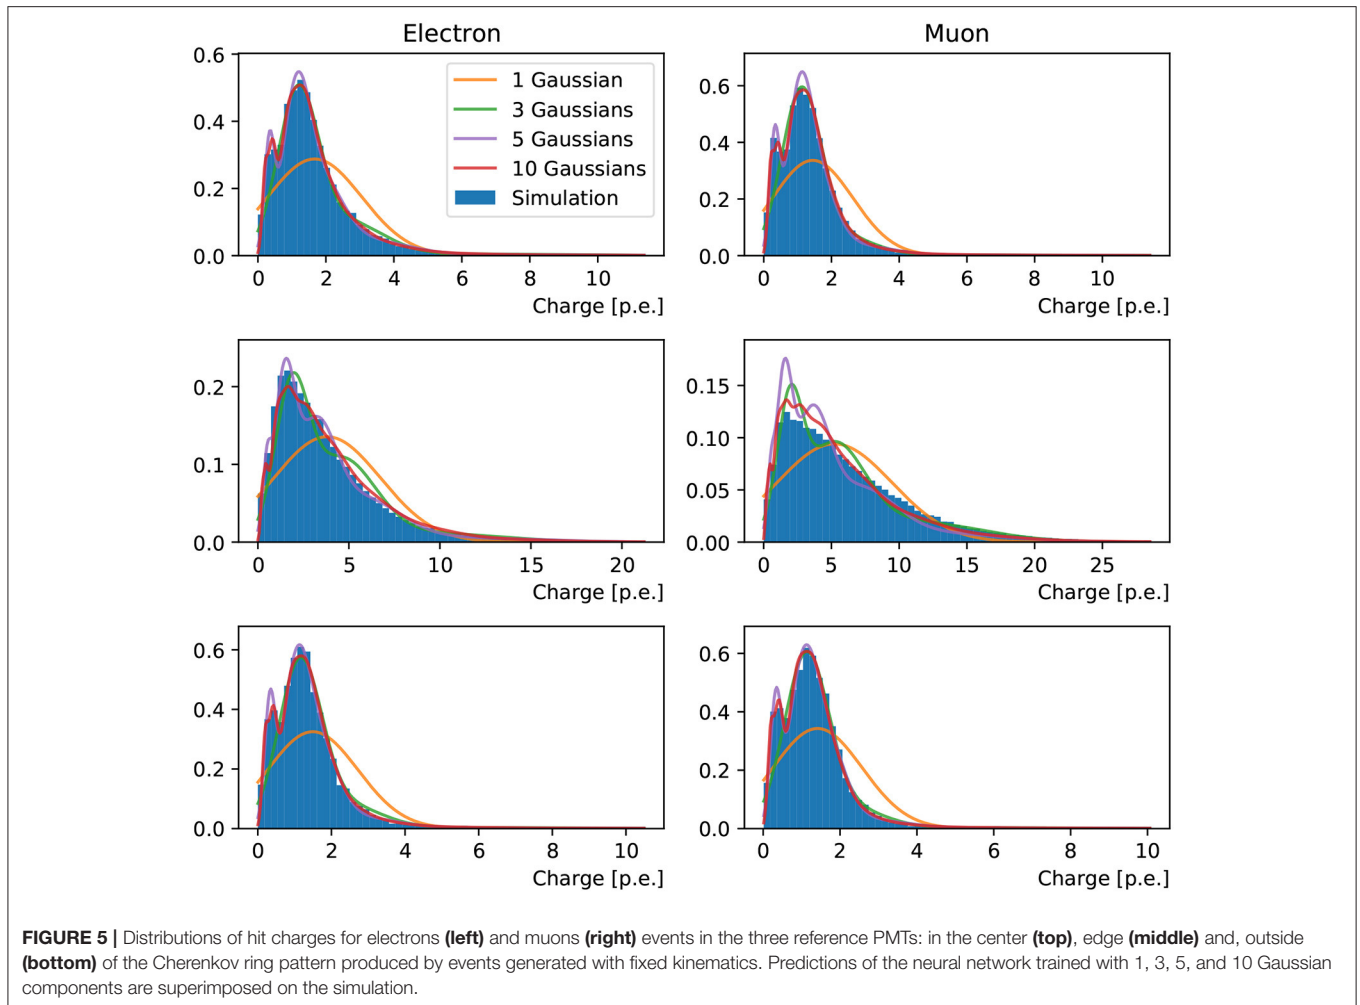 Electron
Muon
0.6
0.4
0.2
0.0
0 2 4 6 8 10
Charge [p.e.]
1 Gaussian
3 Gaussians
5 Gaussians
10 Gaussians
Simulation
0.6
0.4
0.2
0.0
0 2 4 6 8 10
Charge [p.e.]
0.2
0.1
0.0
0 5 10 15 20
Charge [p.e.]
0.15
0.10
0.05
0.00
0 5 10 15 20 25
Charge [p.e.]
0.6
0.4
0.2
0.0
0 2 4 6 8 10
Charge [p.e.]
0.6
0.4
0.2
0.0
0 2 4 6 8 10
Charge [p.e.]
FIGURE 5 | Distributions of hit charges for electrons (left) and muons (right) events in the three reference PMTs: in the center (top), edge (middle) and, outside
(bottom) of the Cherenkov ring pattern produced by events generated with fixed kinematics. Predictions of the neural network trained with 1, 3, 5, and 10 Gaussian
components are superimposed on the simulation.